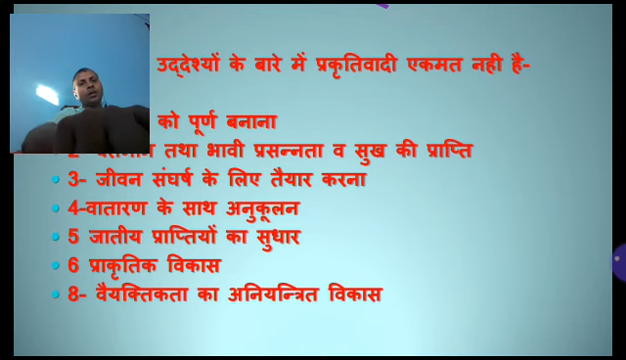 उद्देश्यों के बारे में प्रकृतिवादी एकमत नही है-
को पूर्ण बनाना
तथा भावी प्रसन्नता व सुख की प्राप्ति
3- जीवन संघर्ष के लिए तैयार करना
4-वातारण के साथ अनुकूलन
5 जातीय प्राप्तियों का सुधार
6 प्राकृतिक विकास
8- वैयक्तिकता का अनियन्त्रित विकास